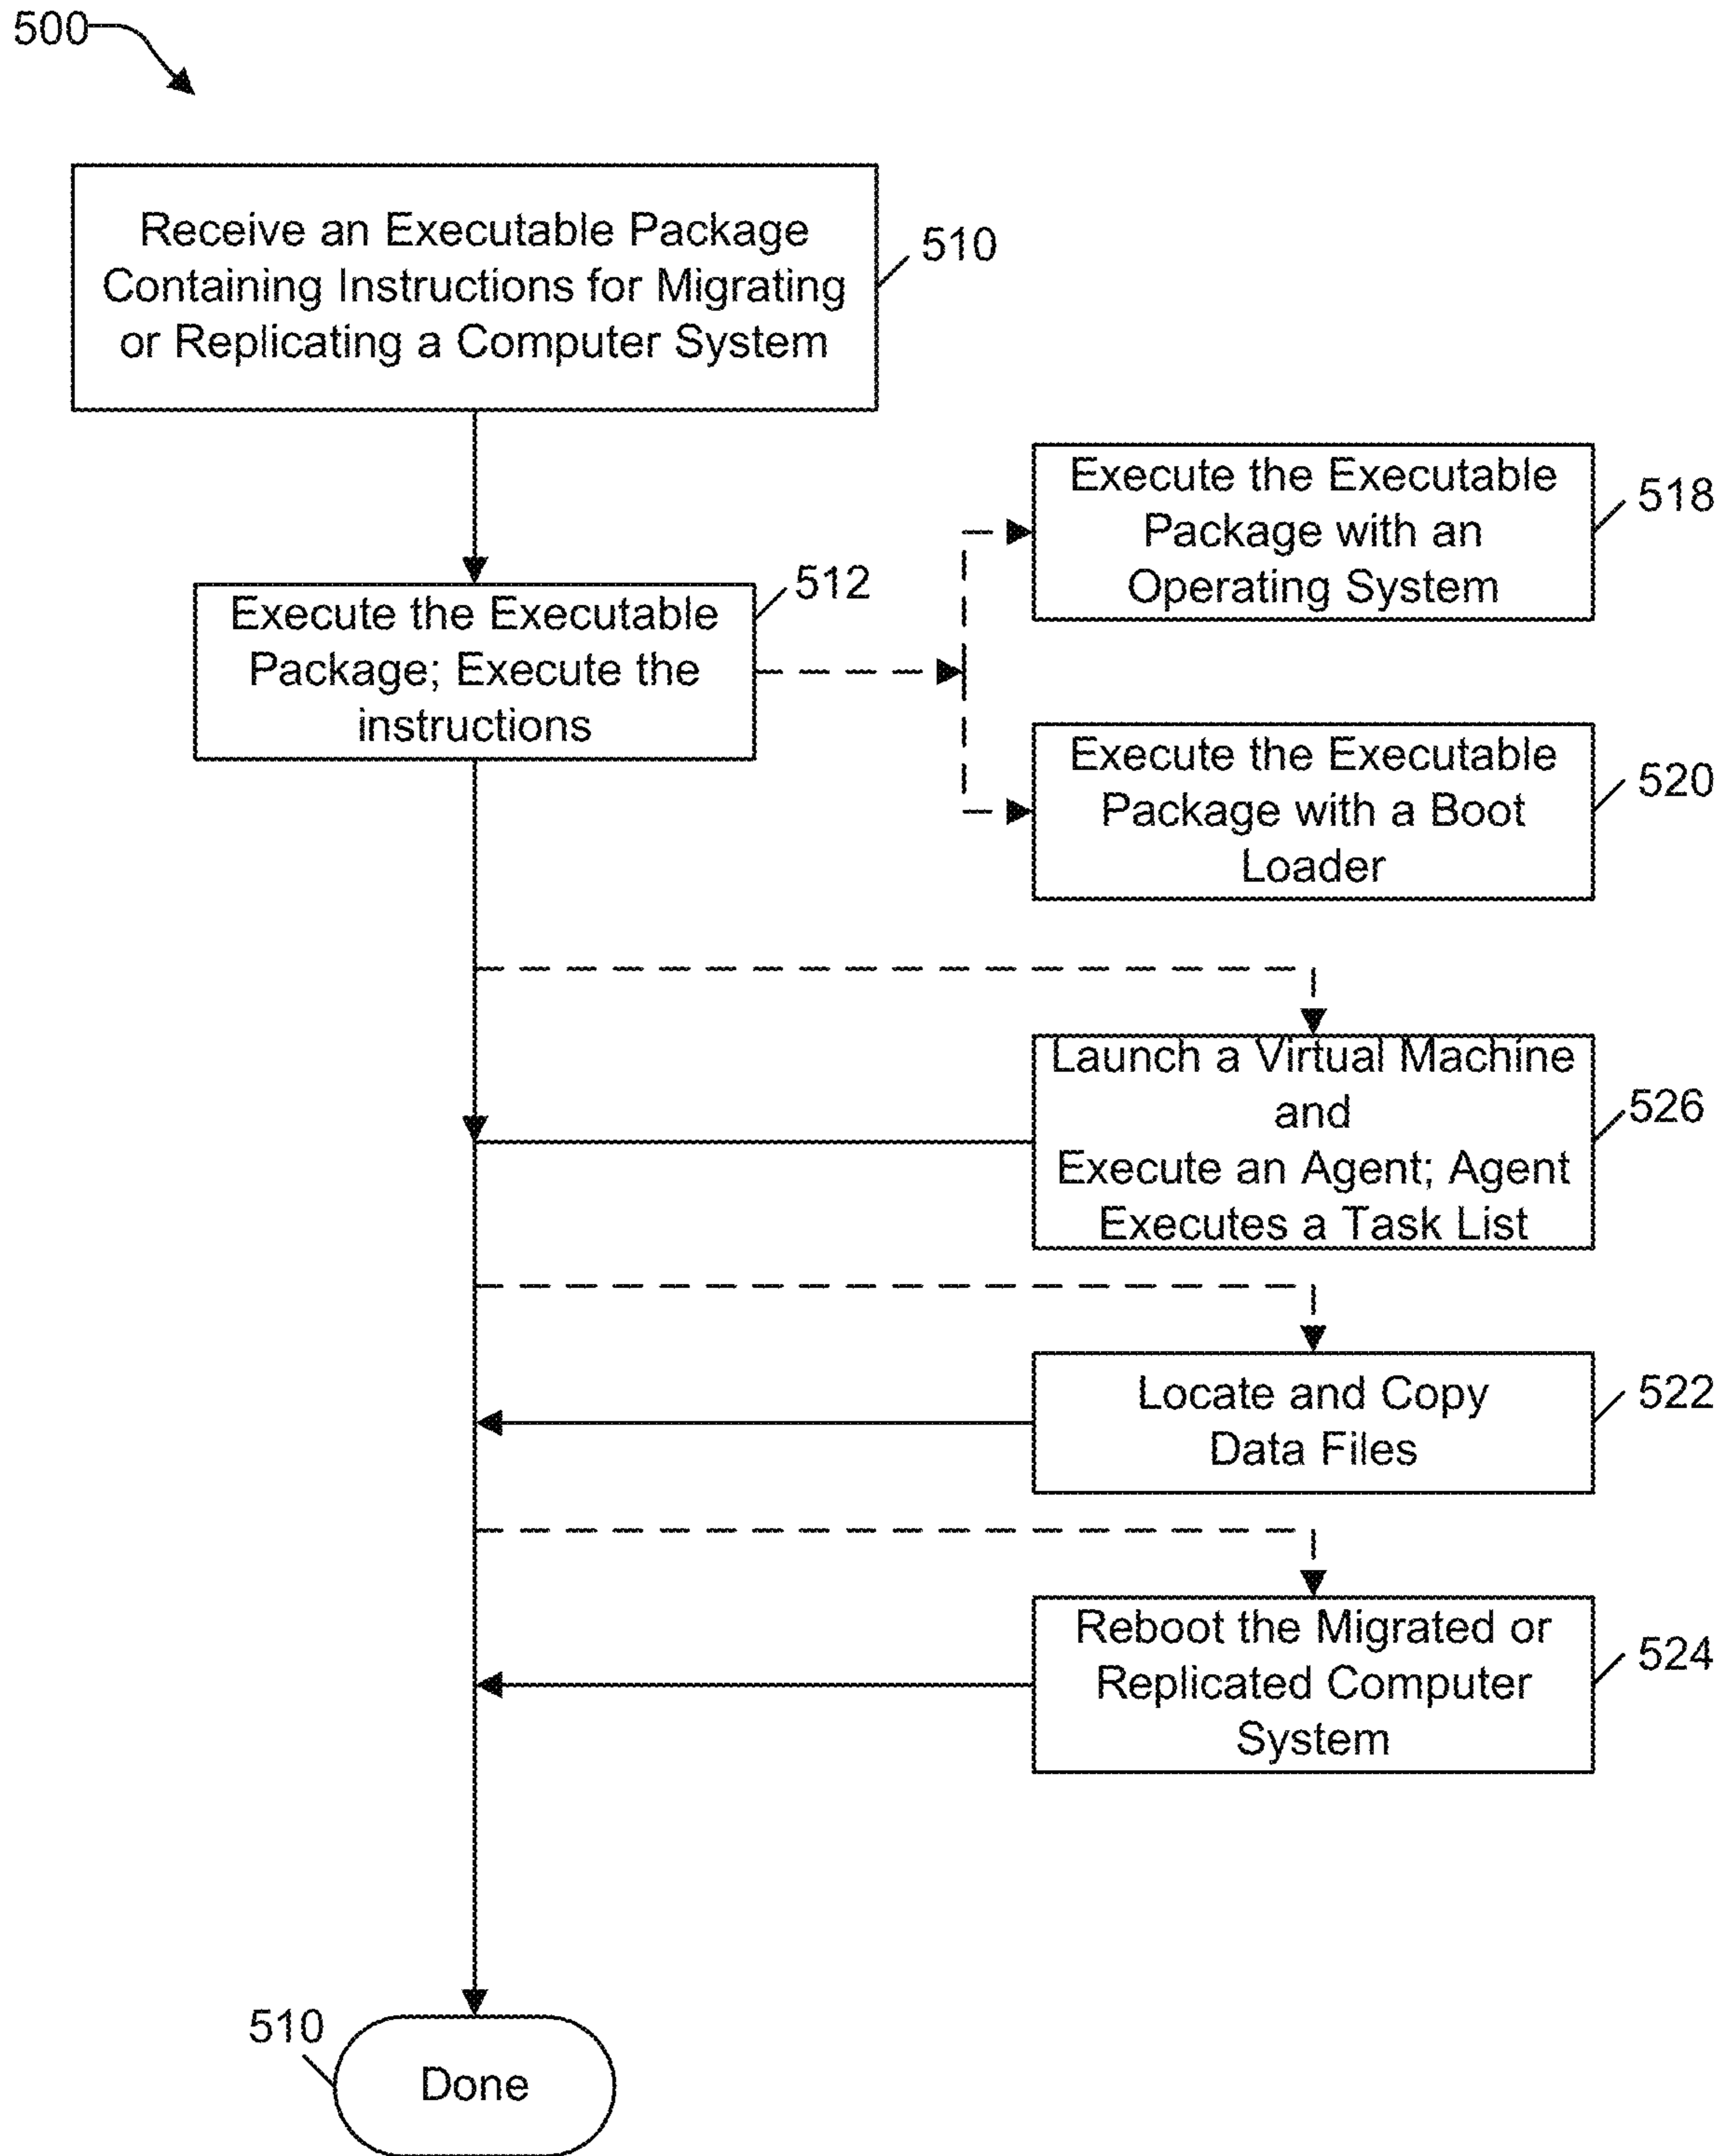 500
Receive an Executable Package
Containing Instructions for Migrating
or Replicating a Computer System
510
Execute the Executable
Package with an
Operating System
518
512
Execute the Executable
Package; Execute the
instructions
Execute the Executable
Package with a Boot
Loader
520
Launch a Virtual Machine
and
Execute an Agent; Agent
Executes a Task List
526
Locate and Copy
Data Files
522
Reboot the Migrated or
Replicated Computer
System
524
510
Done